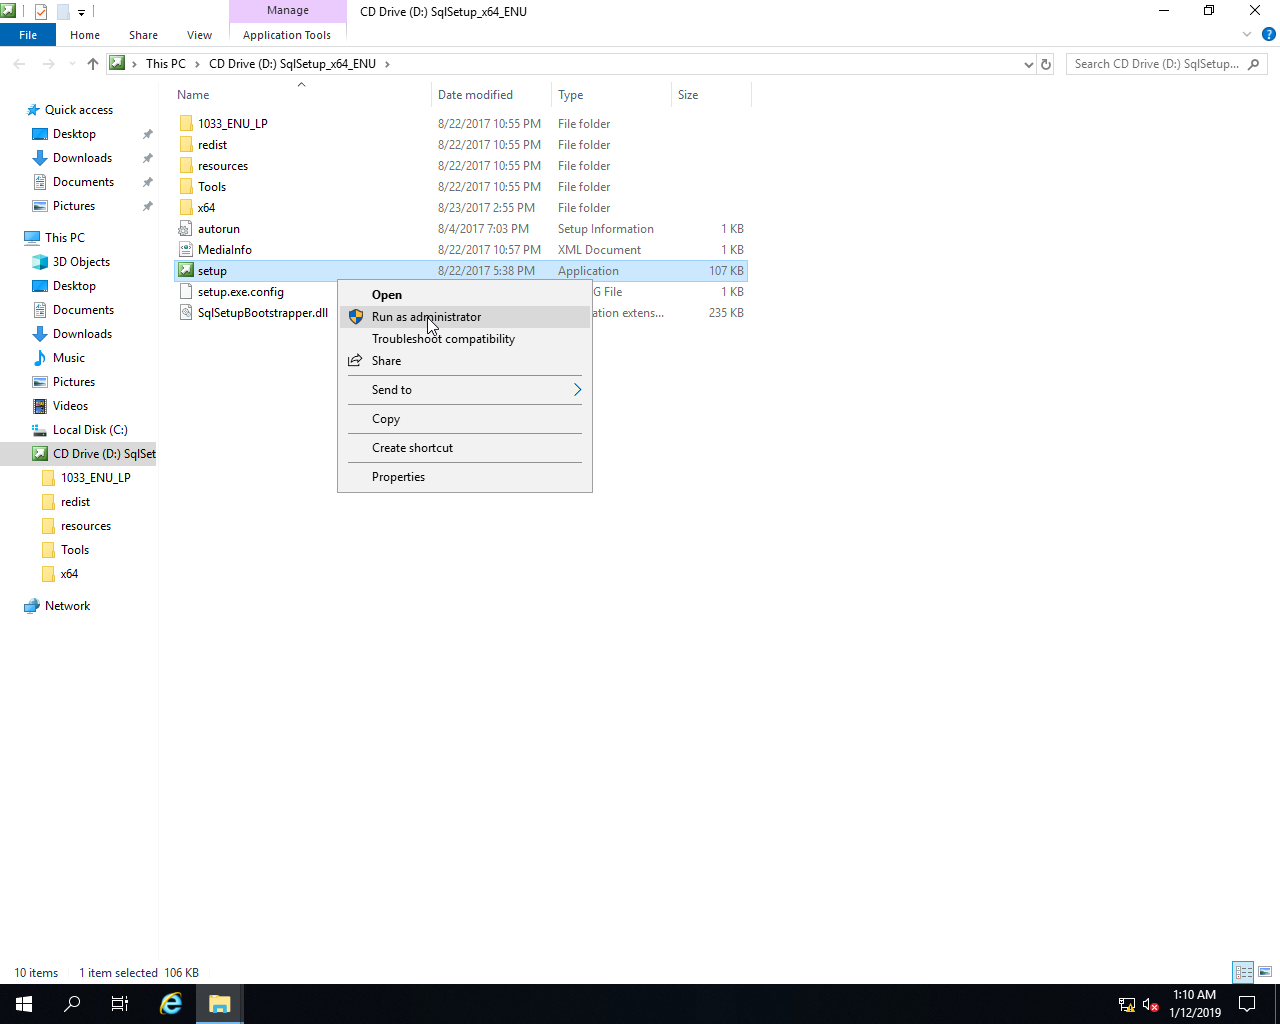 Manage
CD Drive (D:) SqlSetup_x64_ENU
File
Home
Share
View
Application Tools
This PC
CD Drive (D:) SqlSetup_x64_ENU
Search CD Drive (D:) SqlSetup...
Name
Date modified
Type
Size
1033_ENU_LP 8/22/2017 10:55 PM File folder
redist 8/22/2017 10:55 PM File folder
resources 8/22/2017 10:55 PM File folder
Tools 8/22/2017 10:55 PM File folder
x64 8/23/2017 2:55 PM File folder
autorun 8/4/2017 7:03 PM Setup Information 1 KB
MediaInfo 8/22/2017 10:57 PM XML Document 1 KB
setup 8/22/2017 5:38 PM Application 107 KB
setup.exe.config G File 1 KB
SqlSetupBootstrapper.dll ation extens... 235 KB
Open
Run as administrator
Troubleshoot compatibility
Share
Send to
Copy
Create shortcut
Properties
Quick access
Desktop
Downloads
Documents
Pictures
This PC
3D Objects
Desktop
Documents
Downloads
Music
Pictures
Videos
Local Disk (C:)
CD Drive (D:) SqlSet
1033_ENU_LP
redist
resources
Tools
x64
Network
10 items
1 item selected 106 KB
1:10 AM
1/12/2019